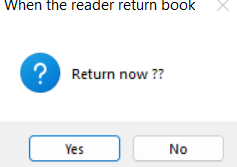 When the reader return book
Return now ??
Yes
No